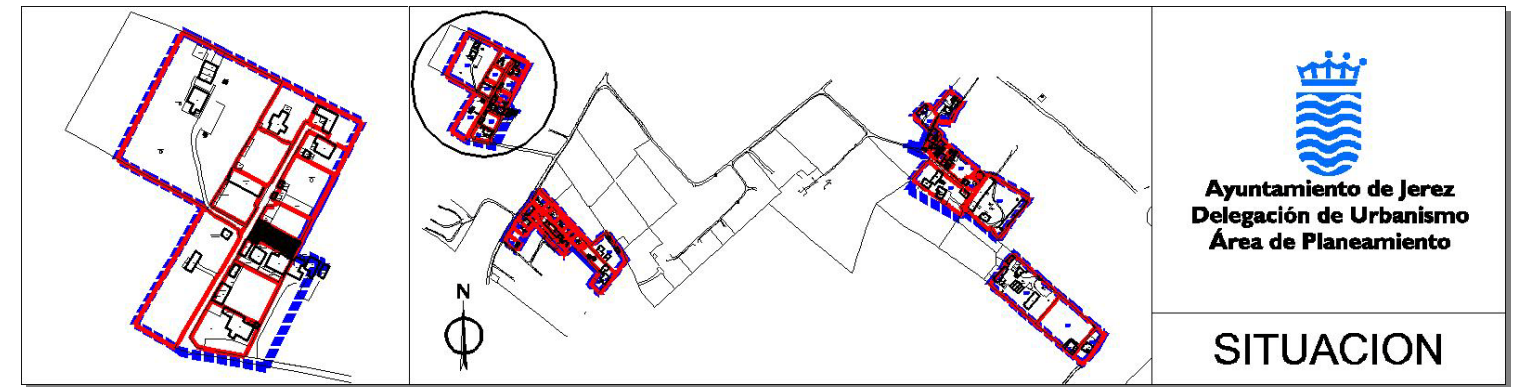 N
Ayuntamiento de Jerez
Delegación de Urbanismo
Área de Planeamiento
SITUACION